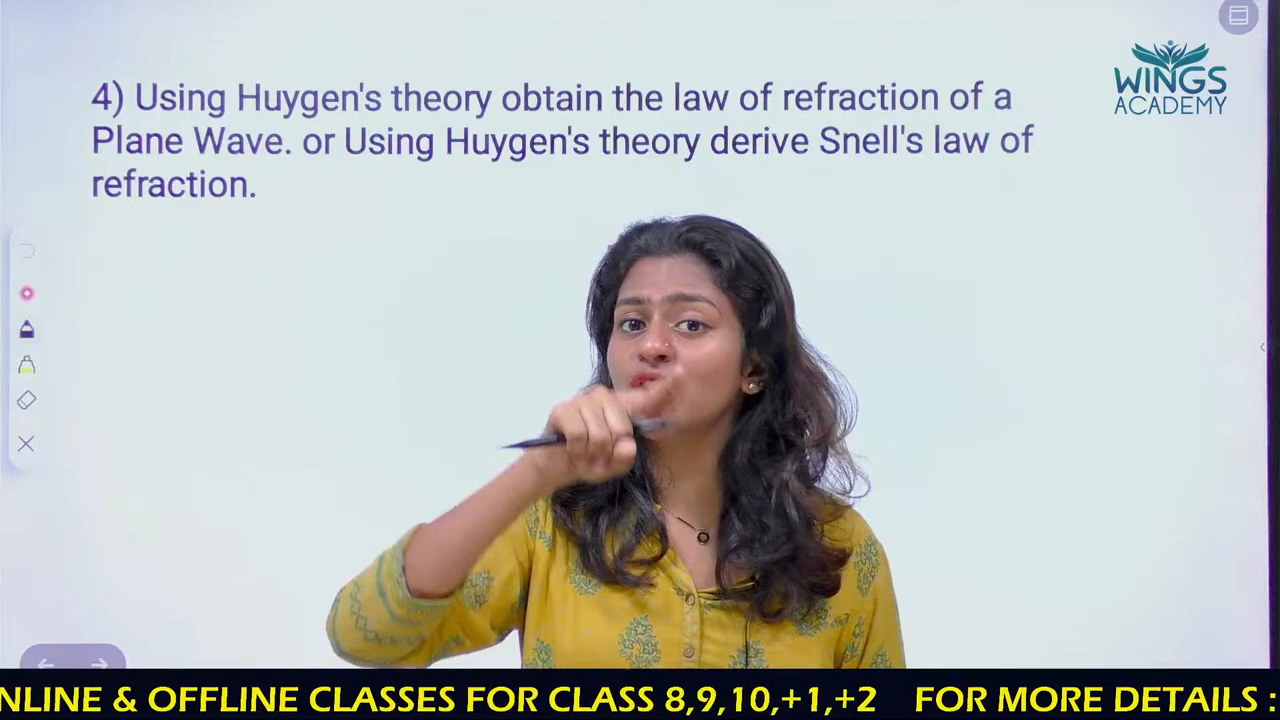 4) Using Huygen's theory obtain the law of refraction of a
Plane Wave. or Using Huygen's theory derive Snell's law of
refraction.
WINGS
ACADEMY
NLINE & OFFLINE CLASSES FOR CLASS 8,9,10,+1,+2 FOR MORE DETAILS :